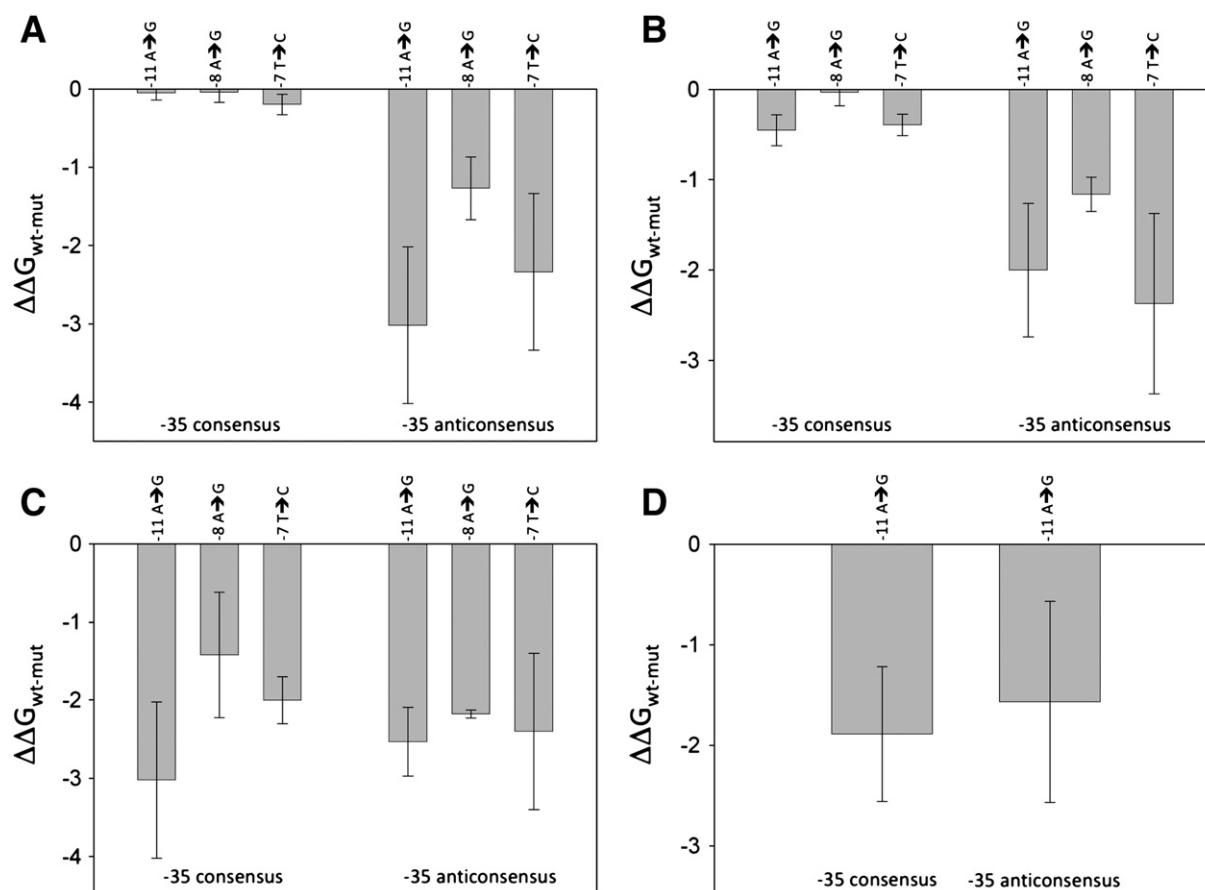 A
-11 A➔G
-8 A➔G
-7 T➔C
-11 A➔G
-8 A➔G
-7 T➔C
0
-1
-2
-3
-4
ΔΔGwt-mut
-35 consensus
-35 anticonsensus
B
-11 A➔G
-8 A➔G
-7 T➔C
-11 A➔G
-8 A➔G
-7 T➔C
0
-1
-2
-3
ΔΔGwt-mut
-35 consensus
-35 anticonsensus
C
-11 A➔G
-8 A➔G
-7 T➔C
-11 A➔G
-8 A➔G
-7 T➔C
0
-1
-2
-3
-4
ΔΔGwt-mut
-35 consensus
-35 anticonsensus
D
-11 A➔G
-11 A➔G
0
-1
-2
-3
ΔΔGwt-mut
-35 consensus
-35 anticonsensus